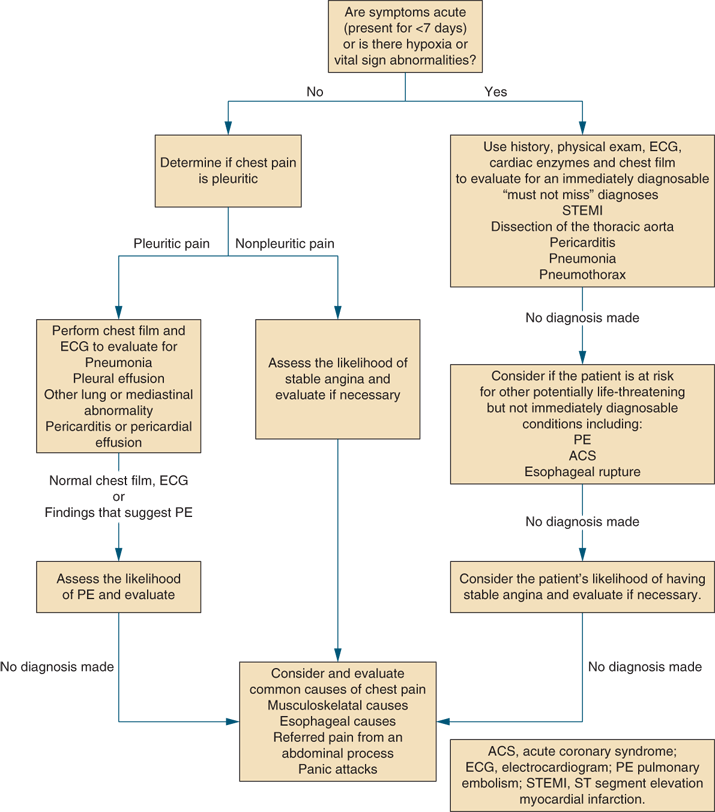 Are symptoms acute
(present for <7 days)
or is there hypoxia or
vital sign abnormalities?
No
Yes
Determine if chest pain
is pleuritic
Use history, physical exam, ECG,
cardiac enzymes and chest film
to evaluate for an immediately diagnosable
“must not miss” diagnoses
STEMI
Dissection of the thoracic aorta
Pericarditis
Pneumonia
Pneumothorax
Pleuritic pain
Nonpleuritic pain
No diagnosis made
Perform chest film and
ECG to evaluate for
Pneumonia
Pleural effusion
Other lung or mediastinal
abnormality
Pericarditis or pericardial
effusion
Assess the likelihood of
stable angina and
evaluate if necessary
Consider if the patient is at risk
for other potentially life-threatening
but not immediately diagnosable
conditions including:
PE
ACS
Esophageal rupture
Normal chest film, ECG
or
Findings that suggest PE
No diagnosis made
Assess the likelihood
of PE and evaluate
Consider the patient’s likelihood of having
stable angina and evaluate if necessary.
No diagnosis made
No diagnosis made
Consider and evaluate
common causes of chest pain
Musculoskelatal causes
Esophageal causes
Referred pain from an
abdominal process
Panic attacks
ACS, acute coronary syndrome;
ECG, electrocardiogram; PE pulmonary
embolism; STEMI, ST segment elevation
myocardial infarction.